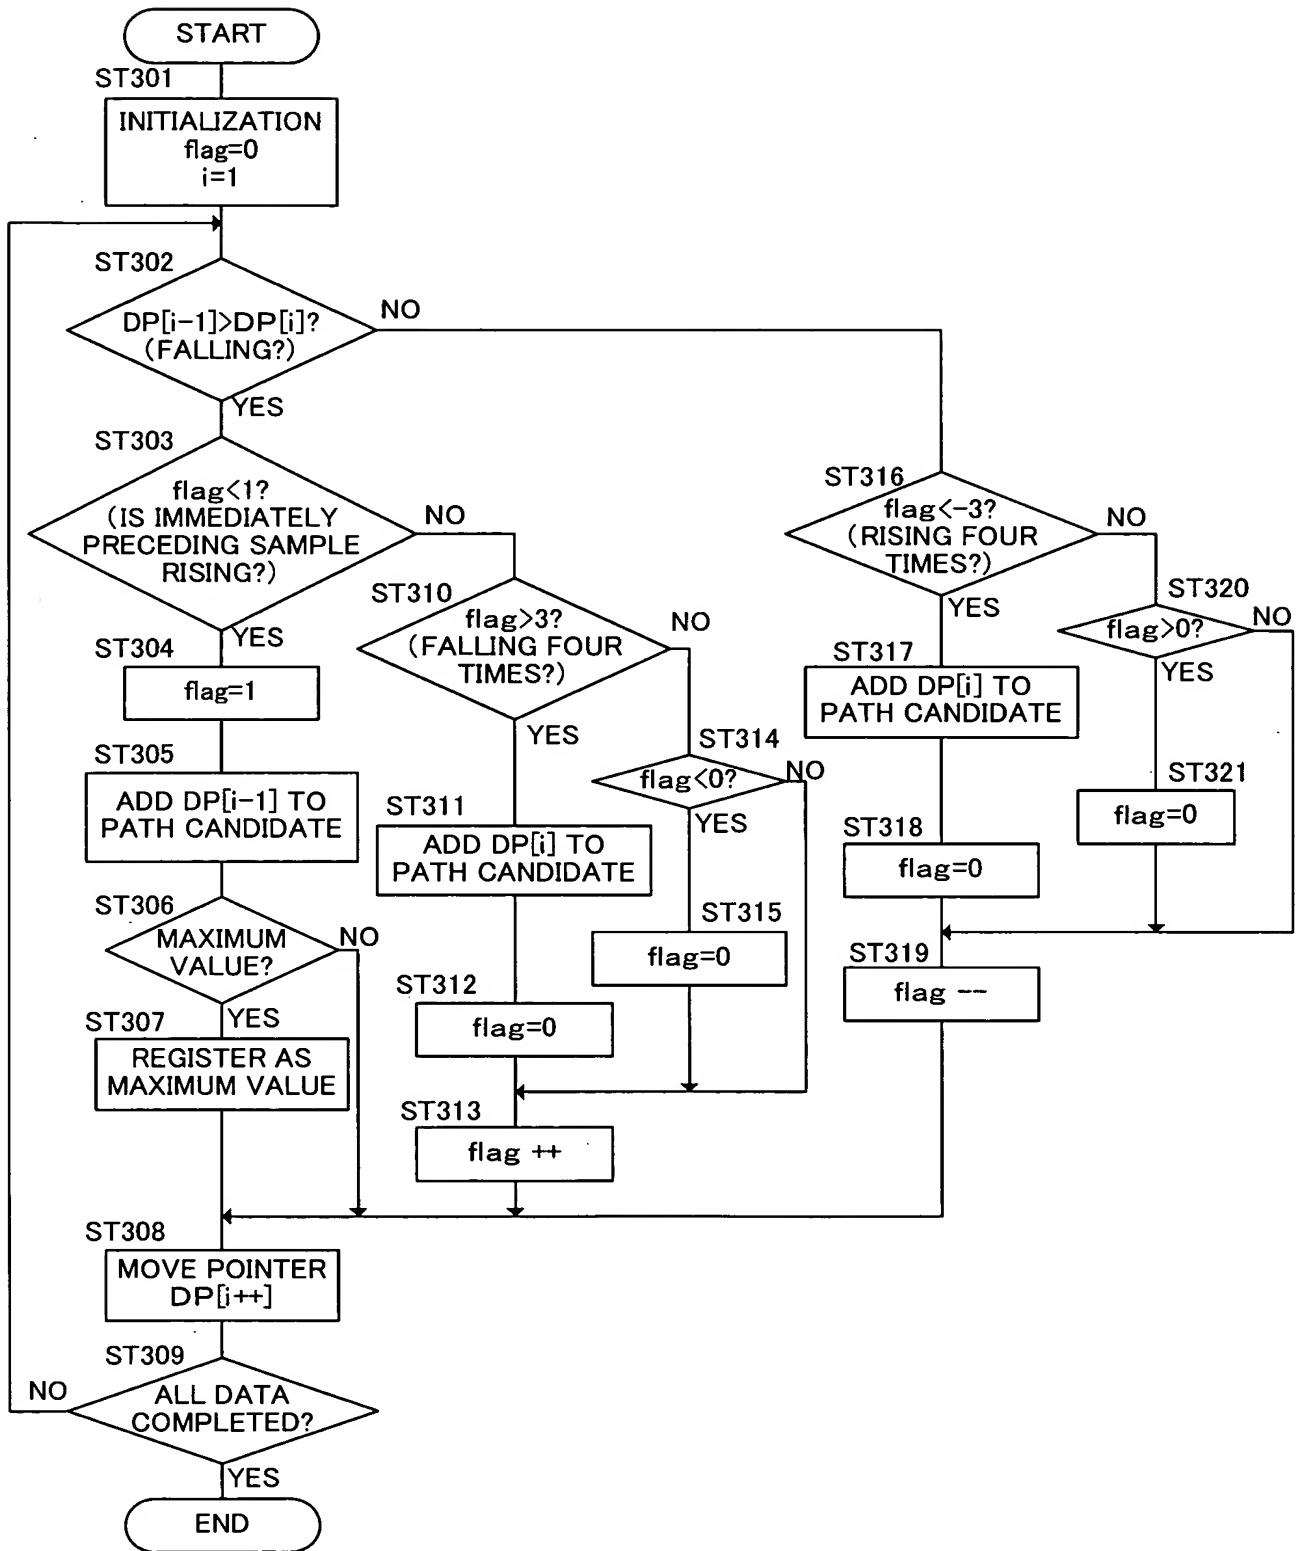 START
ST301
INITIALIZATION
flag=0
i=1
ST302
DP[i-1]>DP[i]?
(FALLING?)
NO
YES
ST303
flag<1?
(IS IMMEDIATELY
PRECEDING SAMPLE
RISING?)
NO
YES
ST304
flag=1
ST305
ADD DP[i-1] TO
PATH CANDIDATE
ST306
MAXIMUM
VALUE?
NO
YES
ST307
REGISTER AS
MAXIMUM VALUE
ST308
MOVE POINTER
DP[i++]
ST309
ALL DATA
COMPLETED?
NO
YES
END
ST310
flag>3?
(FALLING FOUR
TIMES?)
NO
YES
ST311
ADD DP[i] TO
PATH CANDIDATE
ST312
flag=0
ST313
flag ++
ST314
flag<0?
NO
YES
ST315
flag=0
ST316
flag<-3?
(RISING FOUR
TIMES?)
NO
YES
ST317
ADD DP[i] TO
PATH CANDIDATE
ST318
flag=0
ST319
flag --
ST320
flag>0?
NO
YES
ST321
flag=0